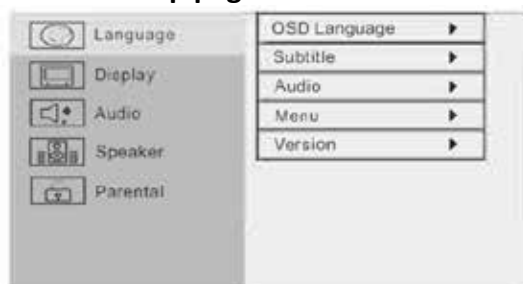 Language
Display
Audio
Speaker
Parental
OSD Language
Subtitle
Audio
Menu
Version